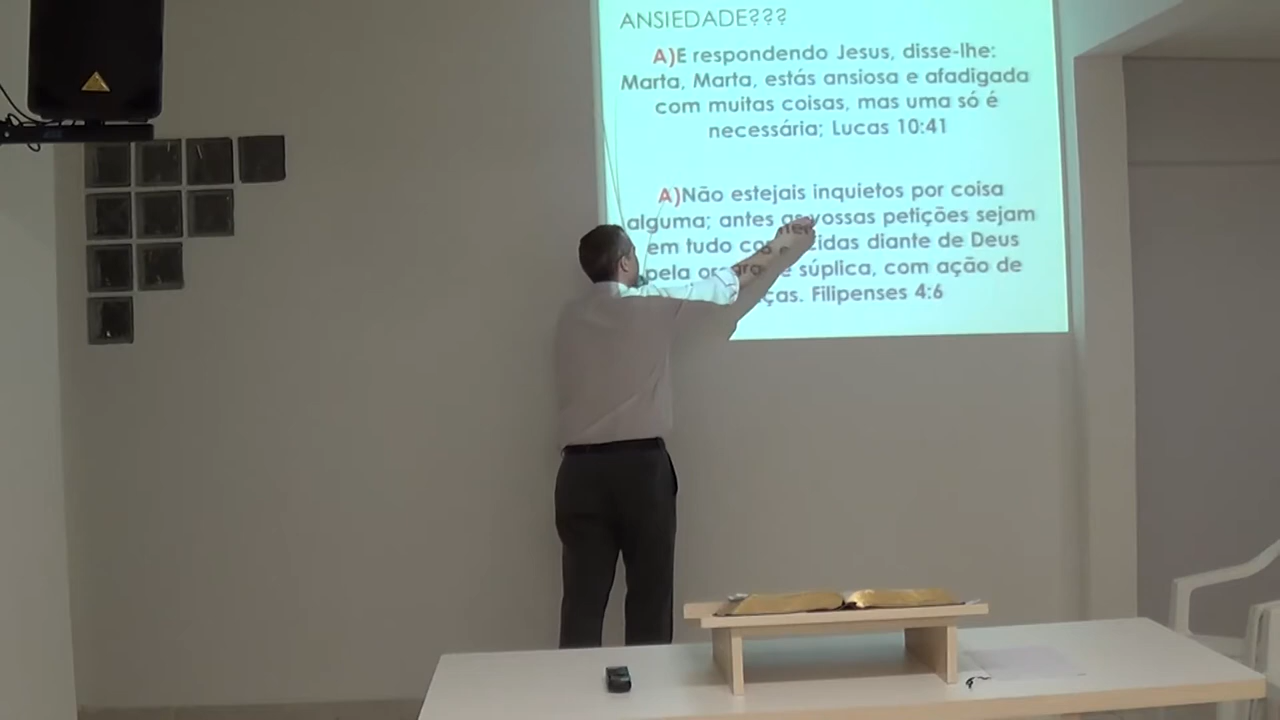 ANSIEDADE???
A)E respondendo Jesus, disse-lhe:
Marta, Marta, estás ansiosa e afadigada
com muitas coisas, mas uma só é
necessária; Lucas 10:41
A)Não estejais inquietos por coisa
alguma; antes as vossas petições sejam
em tudo diante de Deus
pela súplica, com ação de
Filipenses 4:6